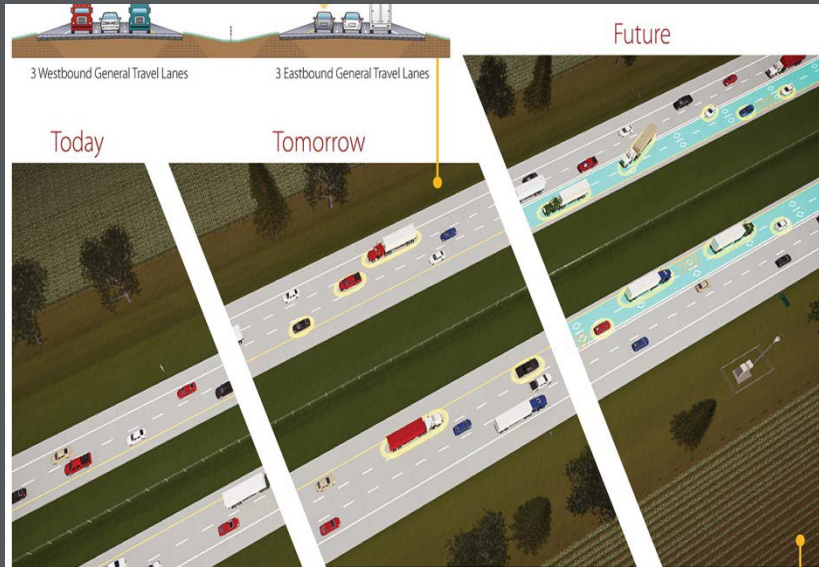 3 Westbound General Travel Lanes
3 Eastbound General Travel Lanes
Future
Today
Tomorrow